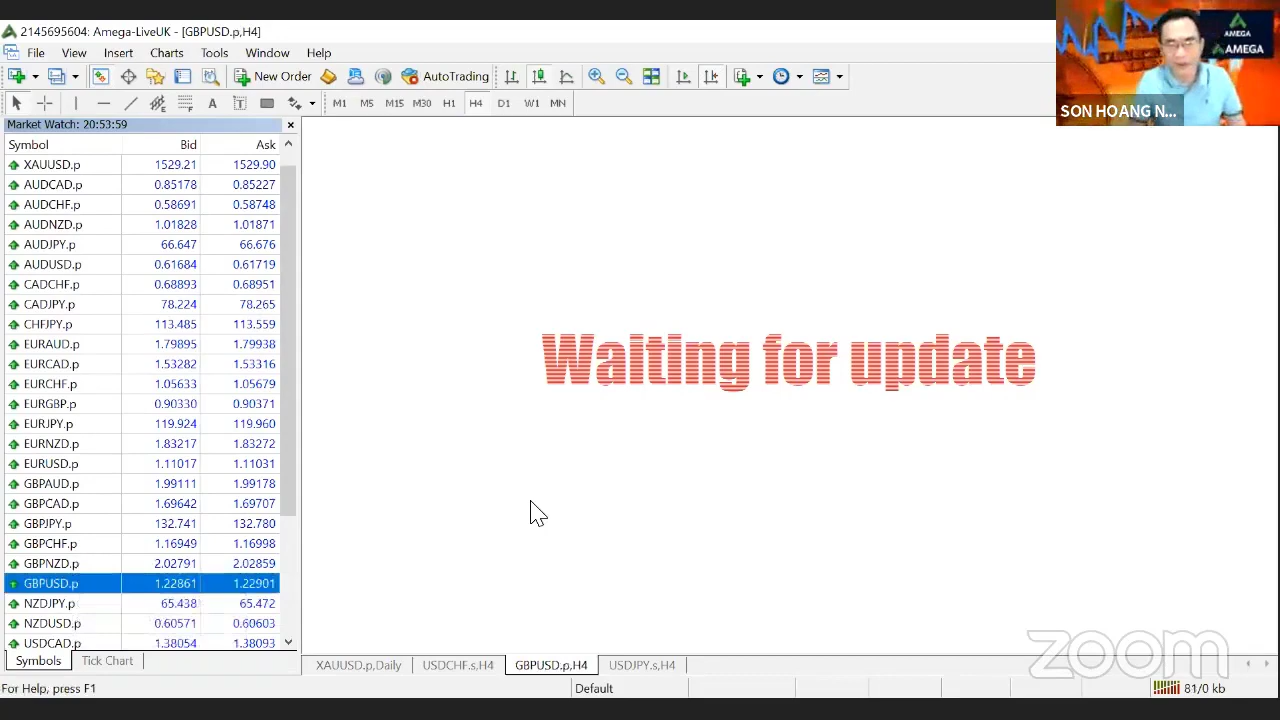 2145695604: Amega-LiveUK - [GBPUSD.p,H4]
File View Insert Charts Tools Window Help
New Order AutoTrading
M1 M5 M15 M30 H1 H4 D1 W1 MN
AMEGA
AMEGA
SON HOANG N...
Market Watch: 20:53:59
Symbol Bid Ask
XAUUSD.p 1529.21 1529.90
AUDCAD.p 0.85178 0.85227
AUDCHF.p 0.58691 0.58748
AUDNZD.p 1.01828 1.01871
AUDJPY.p 66.647 66.676
AUDUSD.p 0.61684 0.61719
CADCHF.p 0.68893 0.68951
CADJPY.p 78.224 78.265
CHFJPY.p 113.485 113.559
EURAUD.p 1.79895 1.79938
EURCAD.p 1.53282 1.53316
EURCHF.p 1.05633 1.05679
EURGBP.p 0.90330 0.90371
EURJPY.p 119.924 119.960
EURNZD.p 1.83217 1.83272
EURUSD.p 1.11017 1.11031
GBPAUD.p 1.99111 1.99178
GBPCAD.p 1.69642 1.69707
GBPJPY.p 132.741 132.780
GBPCHF.p 1.16949 1.16998
GBPNZD.p 2.02791 2.02859
GBPUSD.p 1.22861 1.22901
NZDJPY.p 65.438 65.472
NZDUSD.p 0.60571 0.60603
USDCAD.p 1.38054 1.38093
Waiting for update
zoom
Symbols Tick Chart
XAUUSD.p,Daily USDCHF.s,H4 GBPUSD.p,H4 USDJPY.s,H4
For Help, press F1 Default 81/0 kb